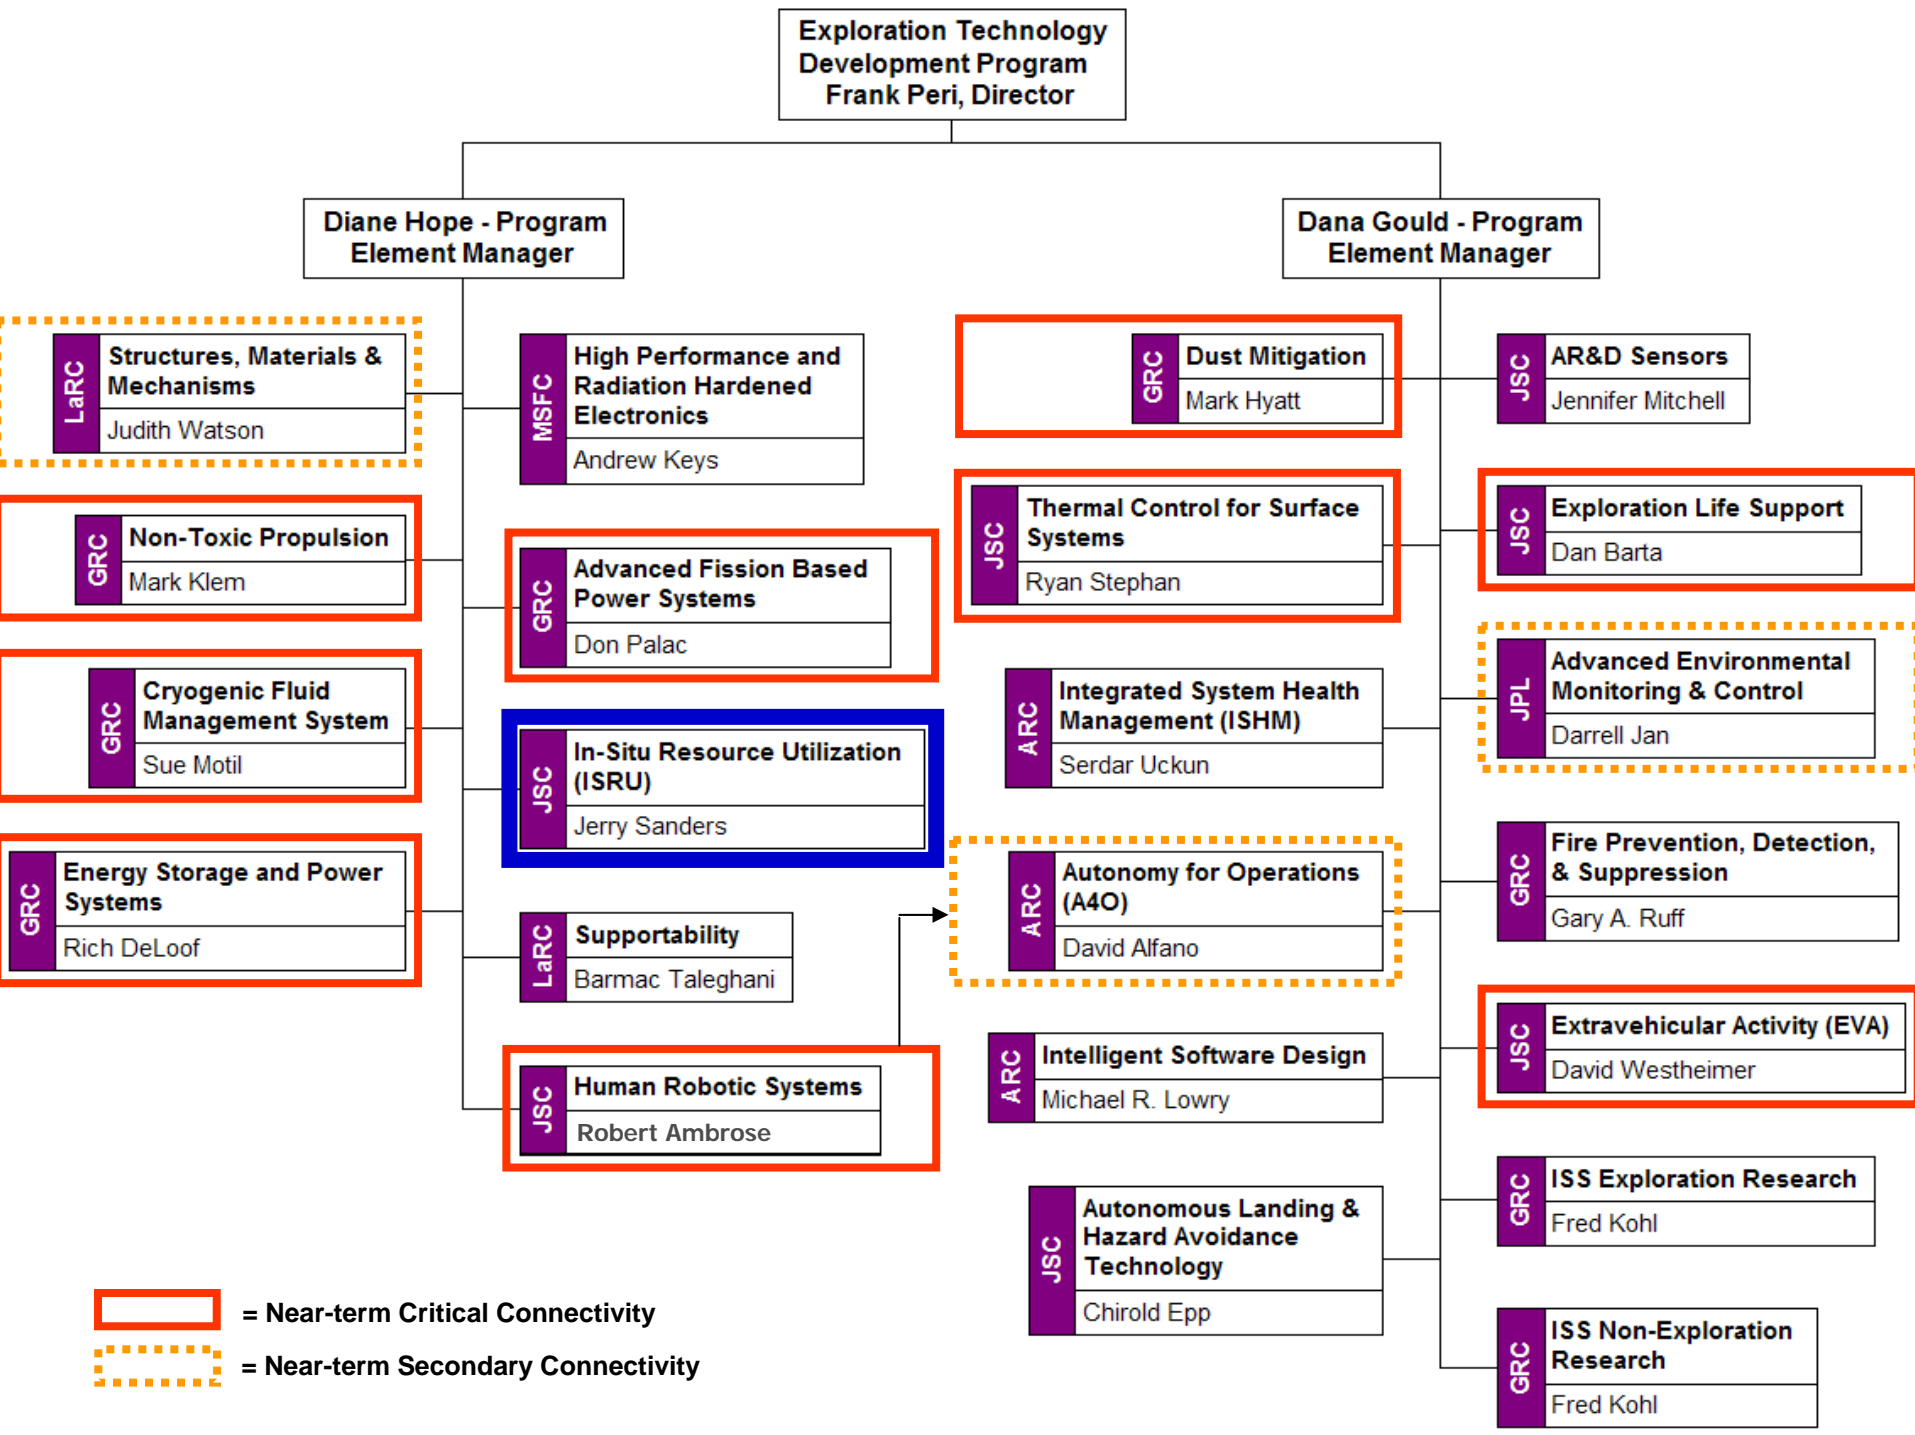 Exploration Technology
Development Program
Frank Peri, Director
Diane Hope - Program
Element Manager
Dana Gould - Program
Element Manager
LaRC
Structures, Materials &
Mechanisms
Judith Watson
MSFC
High Performance and
Radiation Hardened
Electronics
Andrew Keys
GRC
Non-Toxic Propulsion
Mark Klem
GRC
Advanced Fission Based
Power Systems
Don Palac
GRC
Cryogenic Fluid
Management System
Sue Motil
JSC
In-Situ Resource Utilization
(ISRU)
Jerry Sanders
GRC
Energy Storage and Power
Systems
Rich DeLoof
LaRC
Supportability
Barmac Taleghani
JSC
Human Robotic Systems
Robert Ambrose
GRC
Dust Mitigation
Mark Hyatt
JSC
AR&D Sensors
Jennifer Mitchell
JSC
Thermal Control for Surface
Systems
Ryan Stephan
JSC
Exploration Life Support
Dan Barta
ARC
Integrated System Health
Management (ISHM)
Serdar Uckun
JPL
Advanced Environmental
Monitoring & Control
Darrell Jan
ARC
Autonomy for Operations
(A4O)
David Alfano
GRC
Fire Prevention, Detection,
& Suppression
Gary A. Ruff
ARC
Intelligent Software Design
Michael R. Lowry
JSC
Extravehicular Activity (EVA)
David Westheimer
JSC
Autonomous Landing &
Hazard Avoidance
Technology
Chirold Epp
GRC
ISS Exploration Research
Fred Kohl
GRC
ISS Non-Exploration
Research
Fred Kohl
= Near-term Critical Connectivity
= Near-term Secondary Connectivity